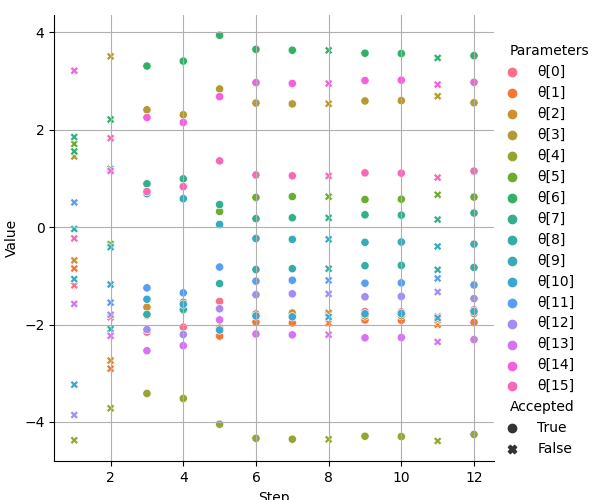 4
2
0
−2
−4
Value
2
4
6
8
10
12
Step
Parameters
θ[0]
θ[1]
θ[2]
θ[3]
θ[4]
θ[5]
θ[6]
θ[7]
θ[8]
θ[9]
θ[10]
θ[11]
θ[12]
θ[13]
θ[14]
θ[15]
Accepted
True
False